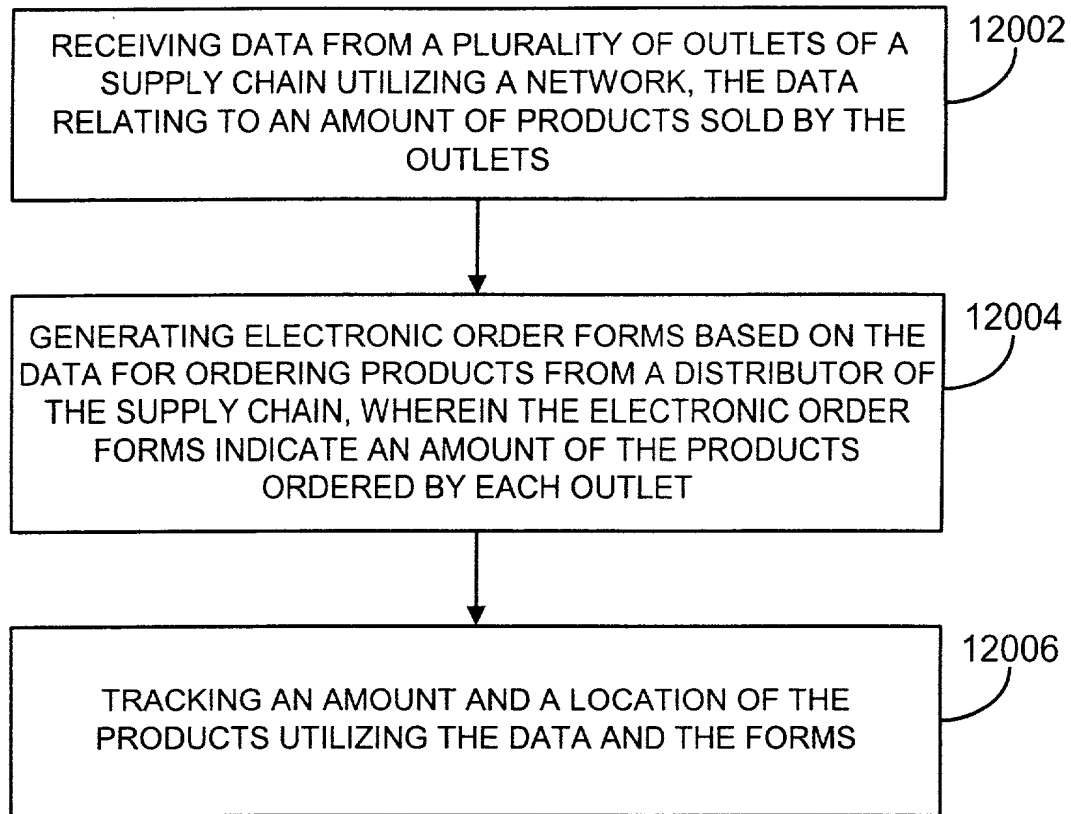 RECEIVING DATA FROM A PLURALITY OF OUTLETS OF A
SUPPLY CHAIN UTILIZING A NETWORK, THE DATA
RELATING TO AN AMOUNT OF PRODUCTS SOLD BY THE
OUTLETS
12002
GENERATING ELECTRONIC ORDER FORMS BASED ON THE
DATA FOR ORDERING PRODUCTS FROM A DISTRIBUTOR OF
THE SUPPLY CHAIN, WHEREIN THE ELECTRONIC ORDER
FORMS INDICATE AN AMOUNT OF THE PRODUCTS
ORDERED BY EACH OUTLET
12004
TRACKING AN AMOUNT AND A LOCATION OF THE
PRODUCTS UTILIZING THE DATA AND THE FORMS
12006